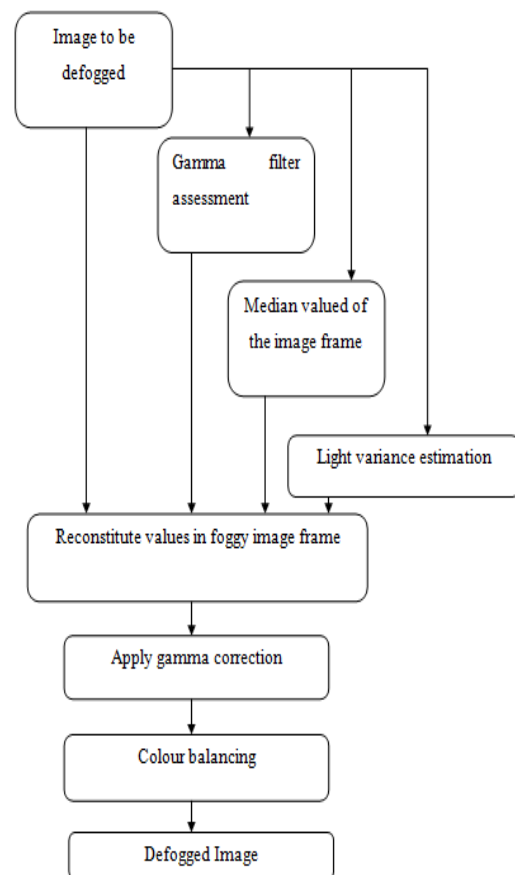 Image to be
defogged
Gamma filter
assessment
Median valued of
the image frame
Light variance estimation
Reconstitute values in foggy image frame
Apply gamma correction
Colour balancing
Defogged Image